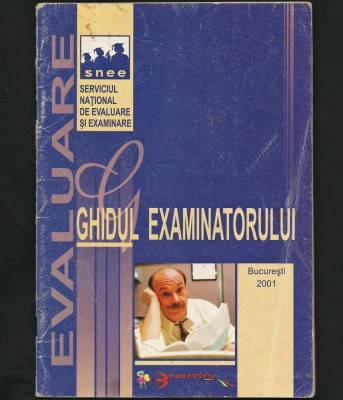 EVALUARE
snee
SERVICIUL
NAȚIONAL
DE EVALUARE
ȘI EXAMINARE
GHIDUL EXAMINATORULUI
București
2001